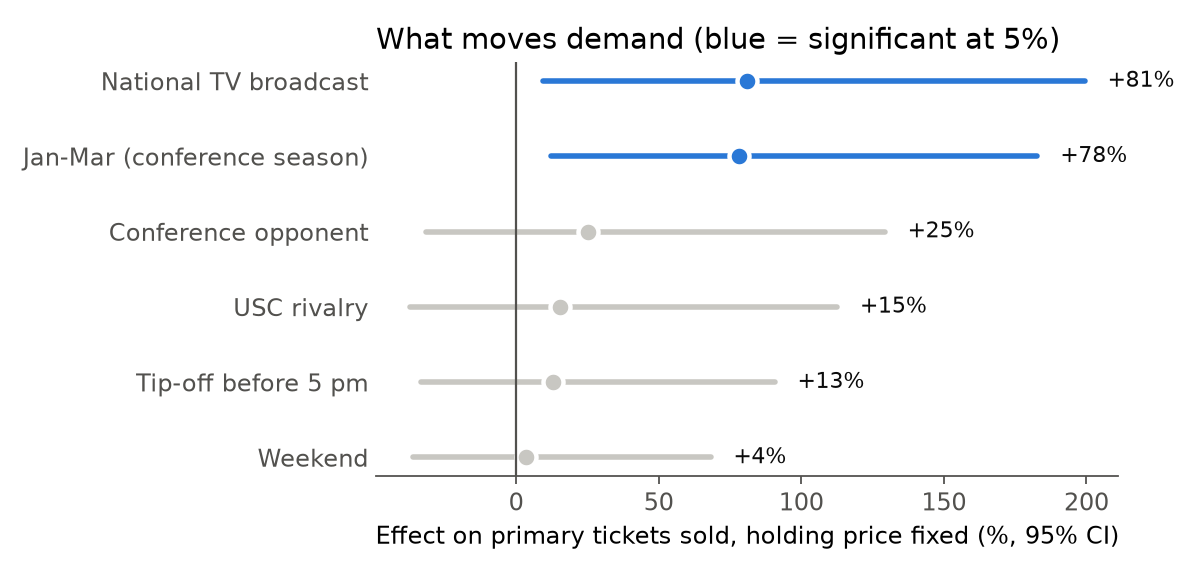 What moves demand (blue = significant at 5%)
National TV broadcast +81%
Jan-Mar (conference season) +78%
Conference opponent +25%
USC rivalry +15%
Tip-off before 5 pm +13%
Weekend +4%
0 50 100 150 200
Effect on primary tickets sold, holding price fixed (%, 95% CI)